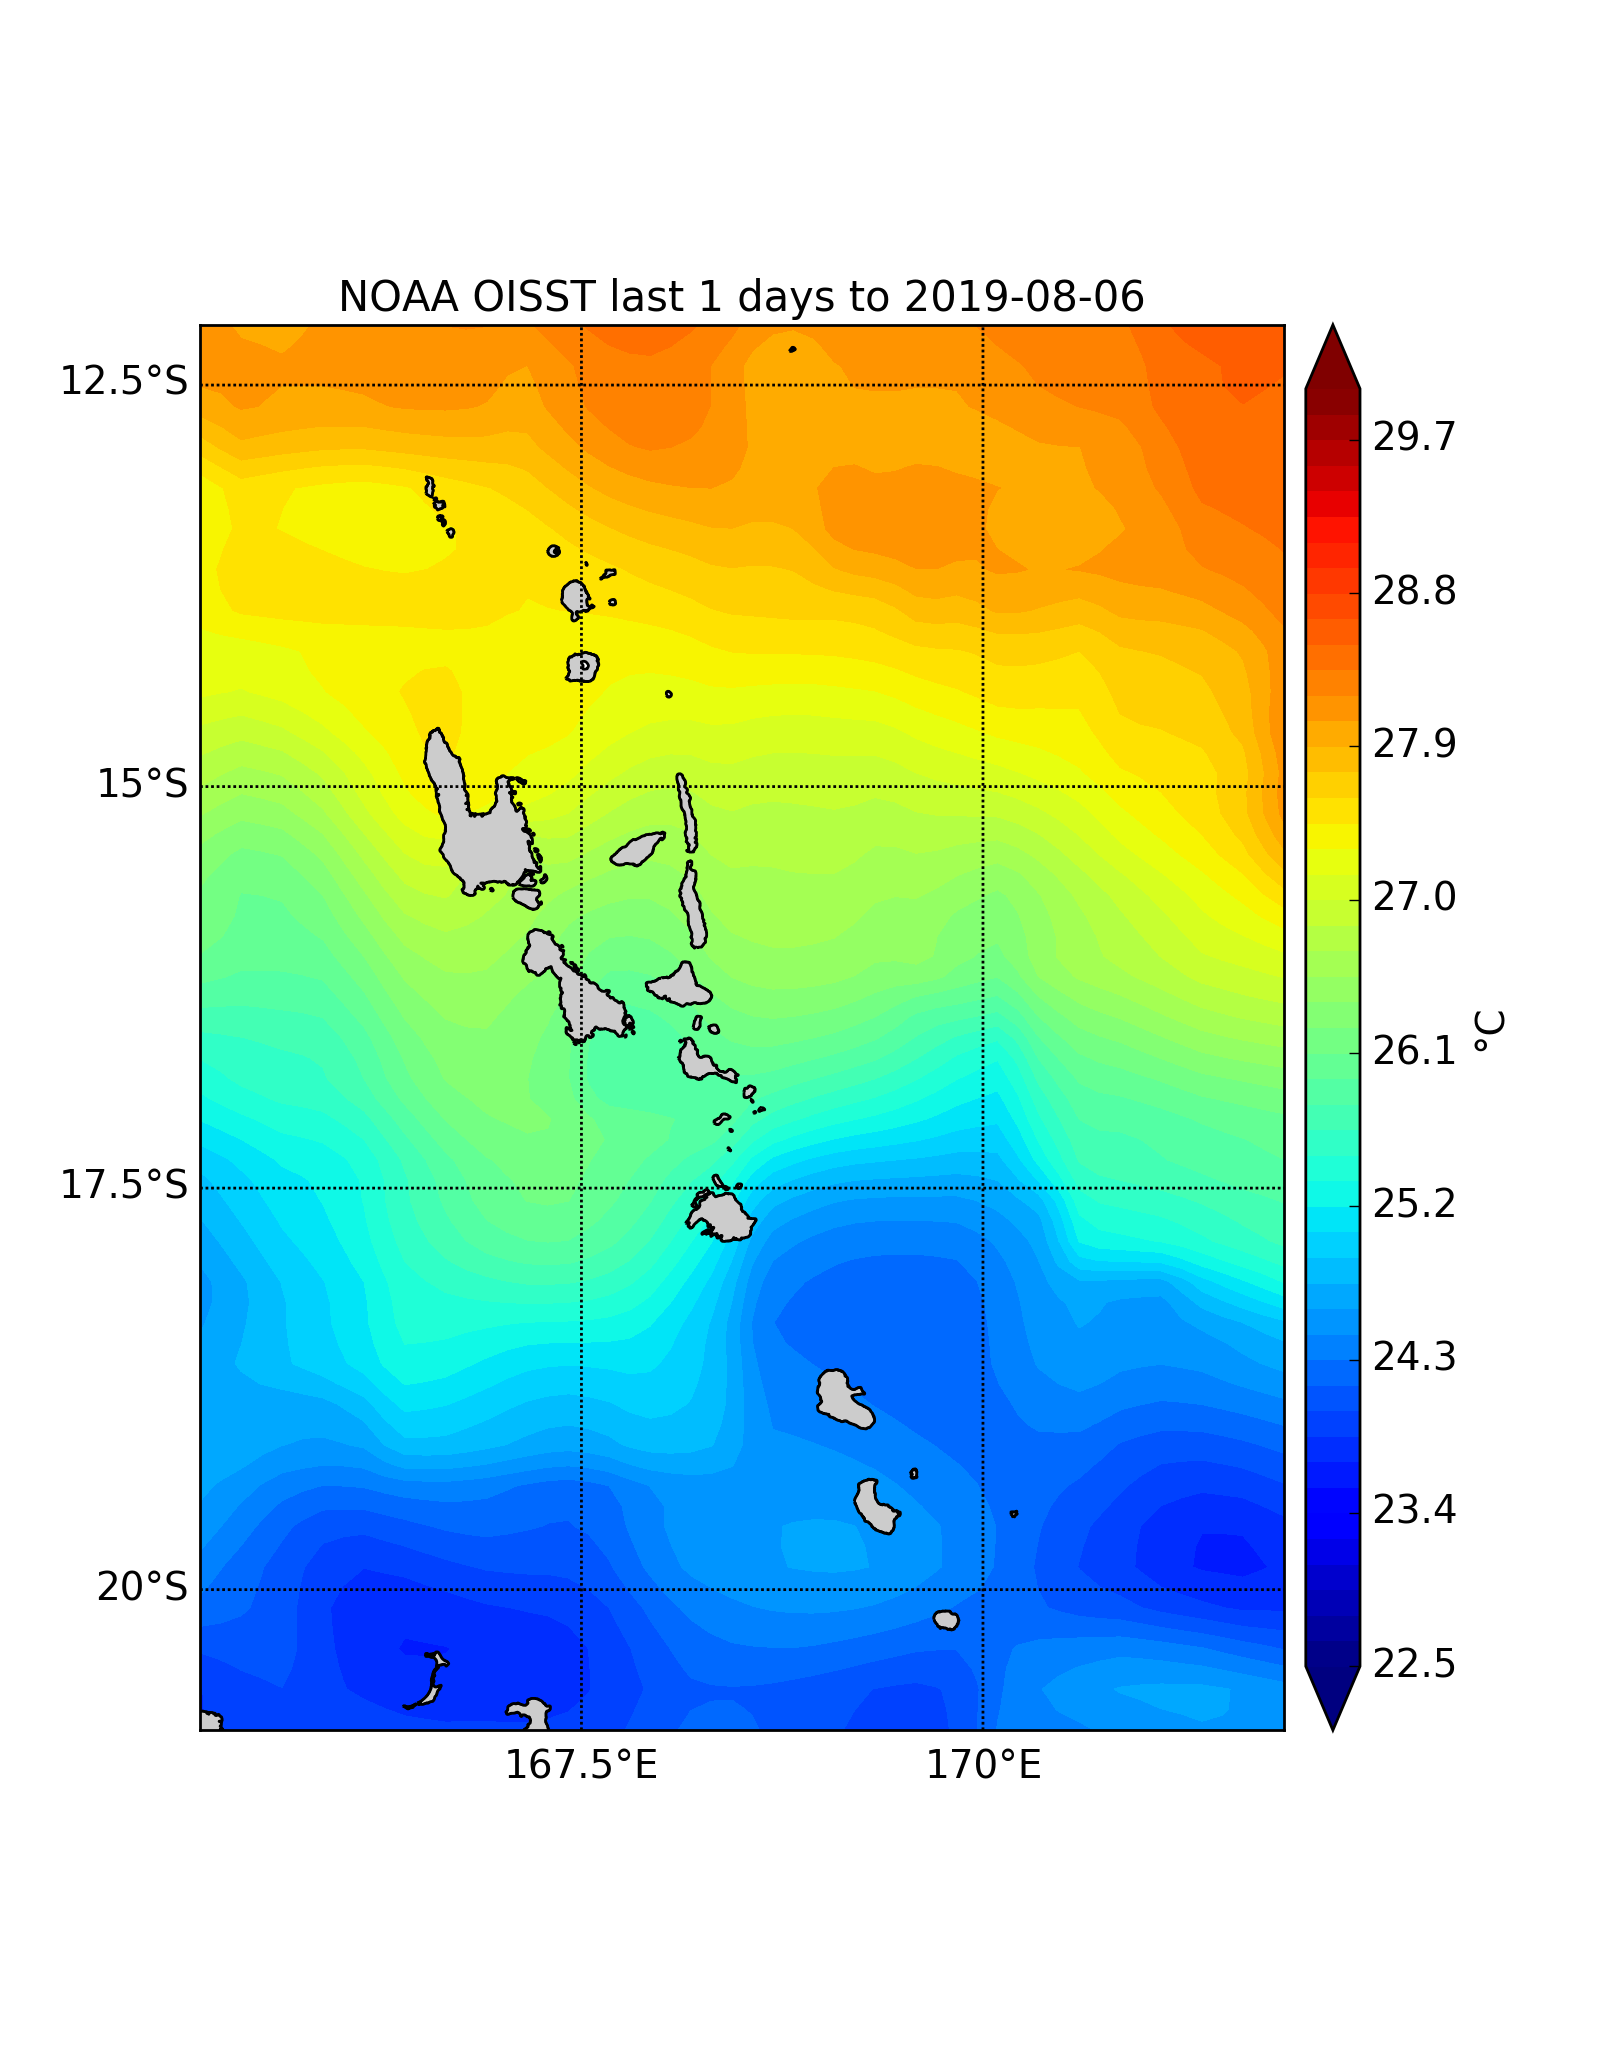 NOAA OISST last 1 days to 2019-08-06
12.5°S
15°S
17.5°S
20°S
167.5°E
170°E
29.7
28.8
27.9
27.0
26.1
25.2
24.3
23.4
22.5
°C